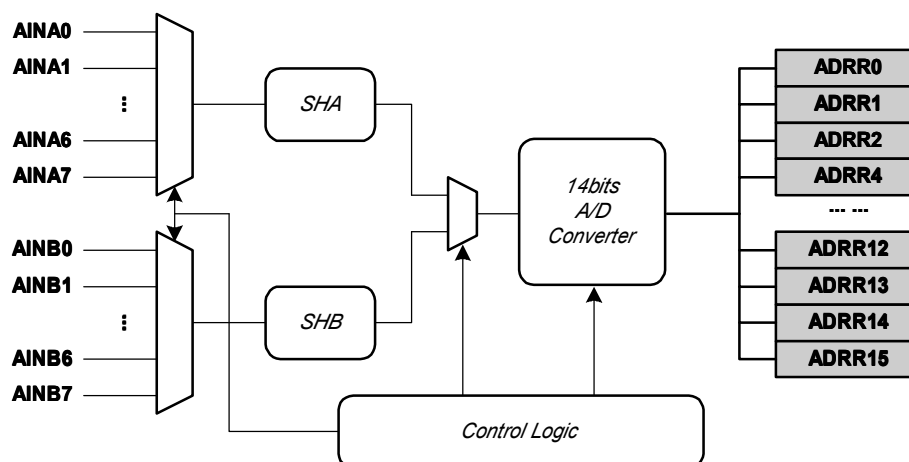 AINA0
AINA1
...
AINA6
AINA7
AINB0
AINB1
...
AINB6
AINB7
SHA
SHB
14bits
A/D
Converter
Control Logic
ADRR0
ADRR1
ADRR2
ADRR4
... ...
ADRR12
ADRR13
ADRR14
ADRR15